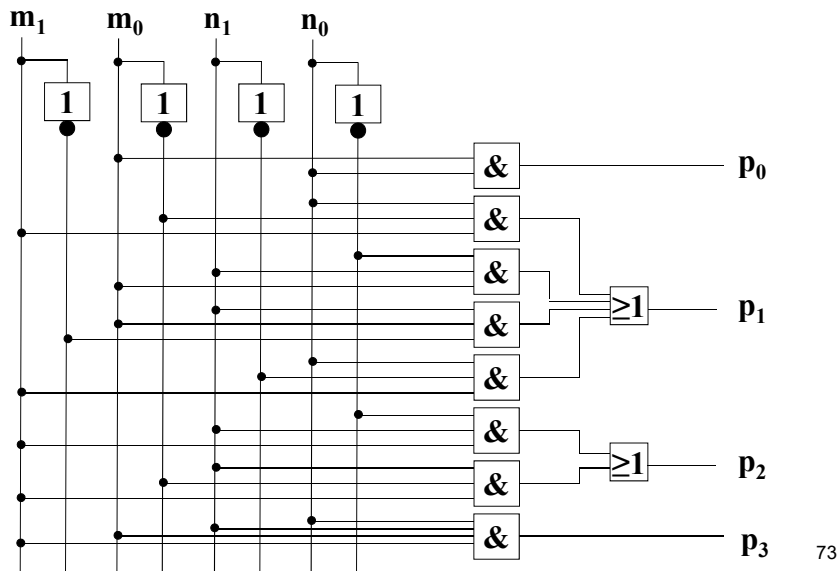 m₁ m₀ n₁ n₀
1 1 1 1
& p₀
&
&
≥1 p₁
&
&
&
≥1 p₂
&
& p₃
73